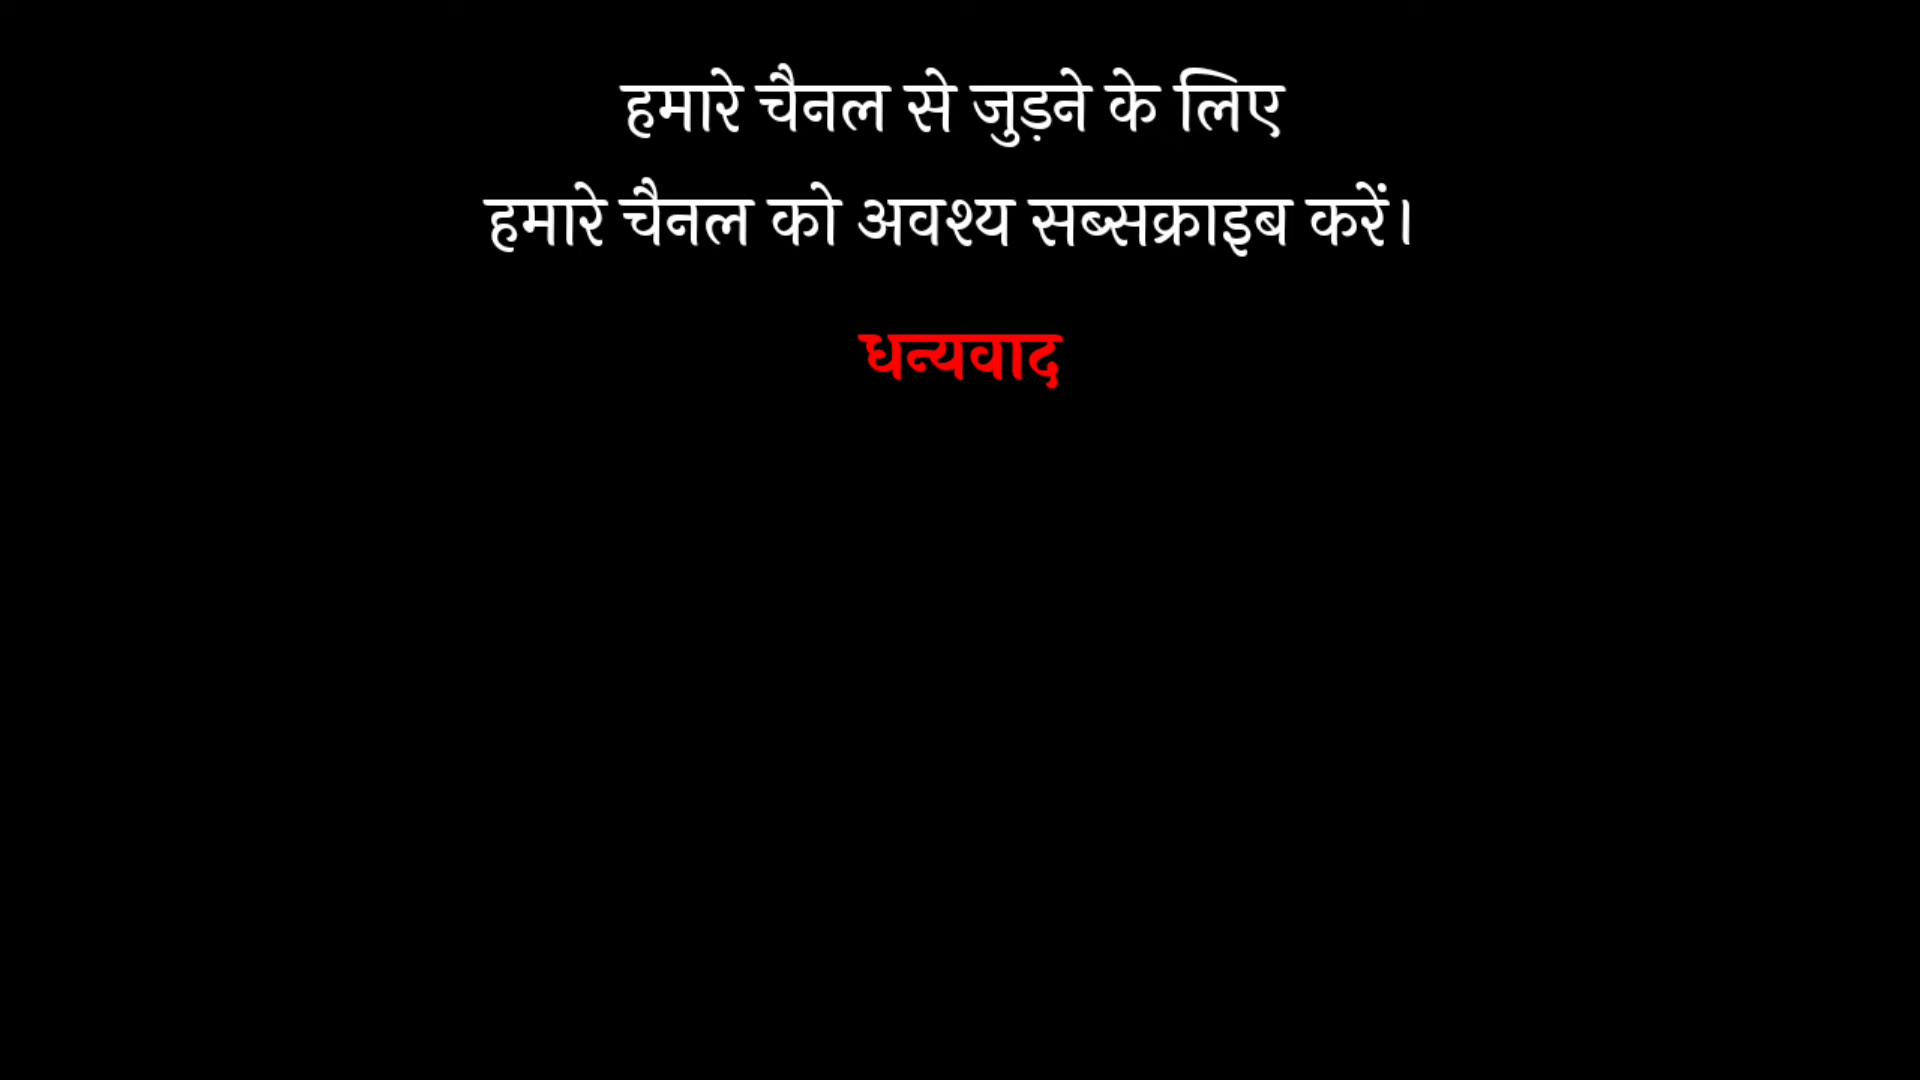 हमारे चैनल से जुड़ने के लिए
हमारे चैनल को अवश्य सब्सक्राइब करें।
धन्यवाद